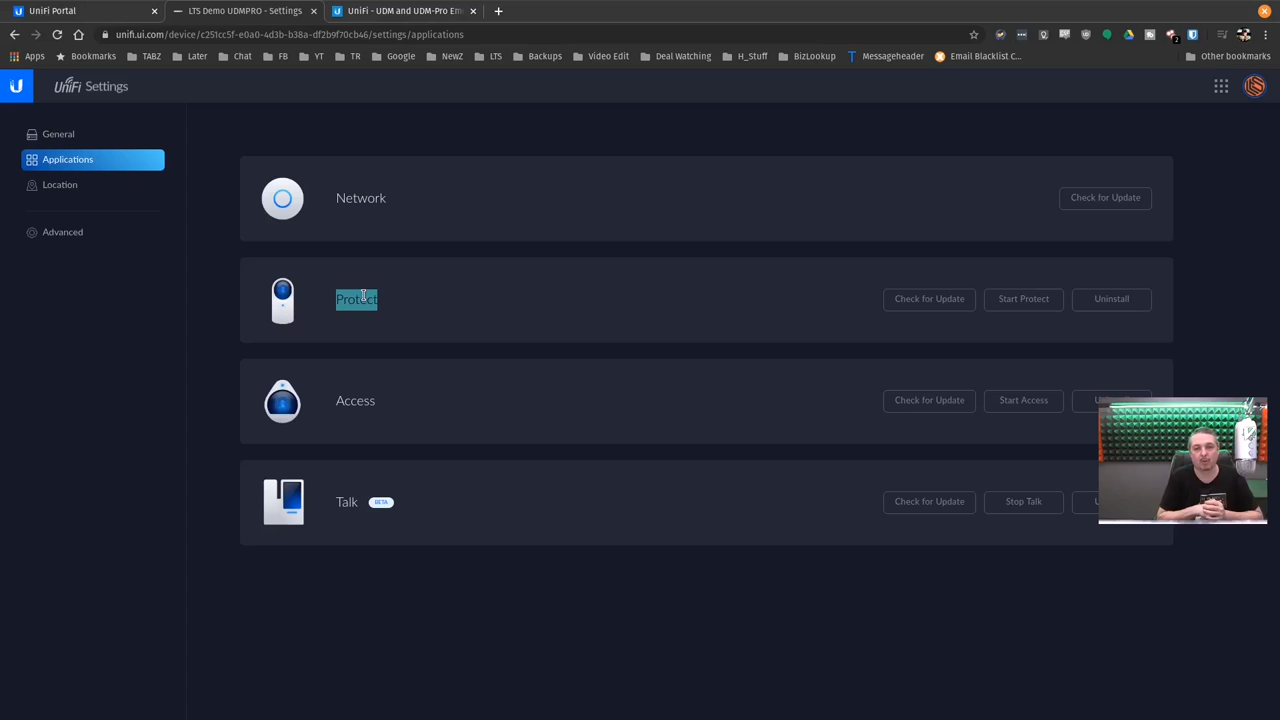 UniFi Portal
LTS Demo UDMPRO - Settings
UniFi - UDM and UDM-Pro Em
unifi.ui.com/device/c251cc5f-e0a0-4d3b-b38a-df2b9f70cb46/settings/applications
Apps Bookmarks TABZ Later Chat FB YT TR Google NewZ LTS Backups Video Edit Deal Watching H_Stuff BizLookup Messageheader Email Blacklist C... Other bookmarks
UniFi Settings
General
Applications
Location
Advanced
Network
Check for Update
Protect
Check for Update Start Protect Uninstall
Access
Check for Update Start Access U
Talk BETA
Check for Update Stop Talk U